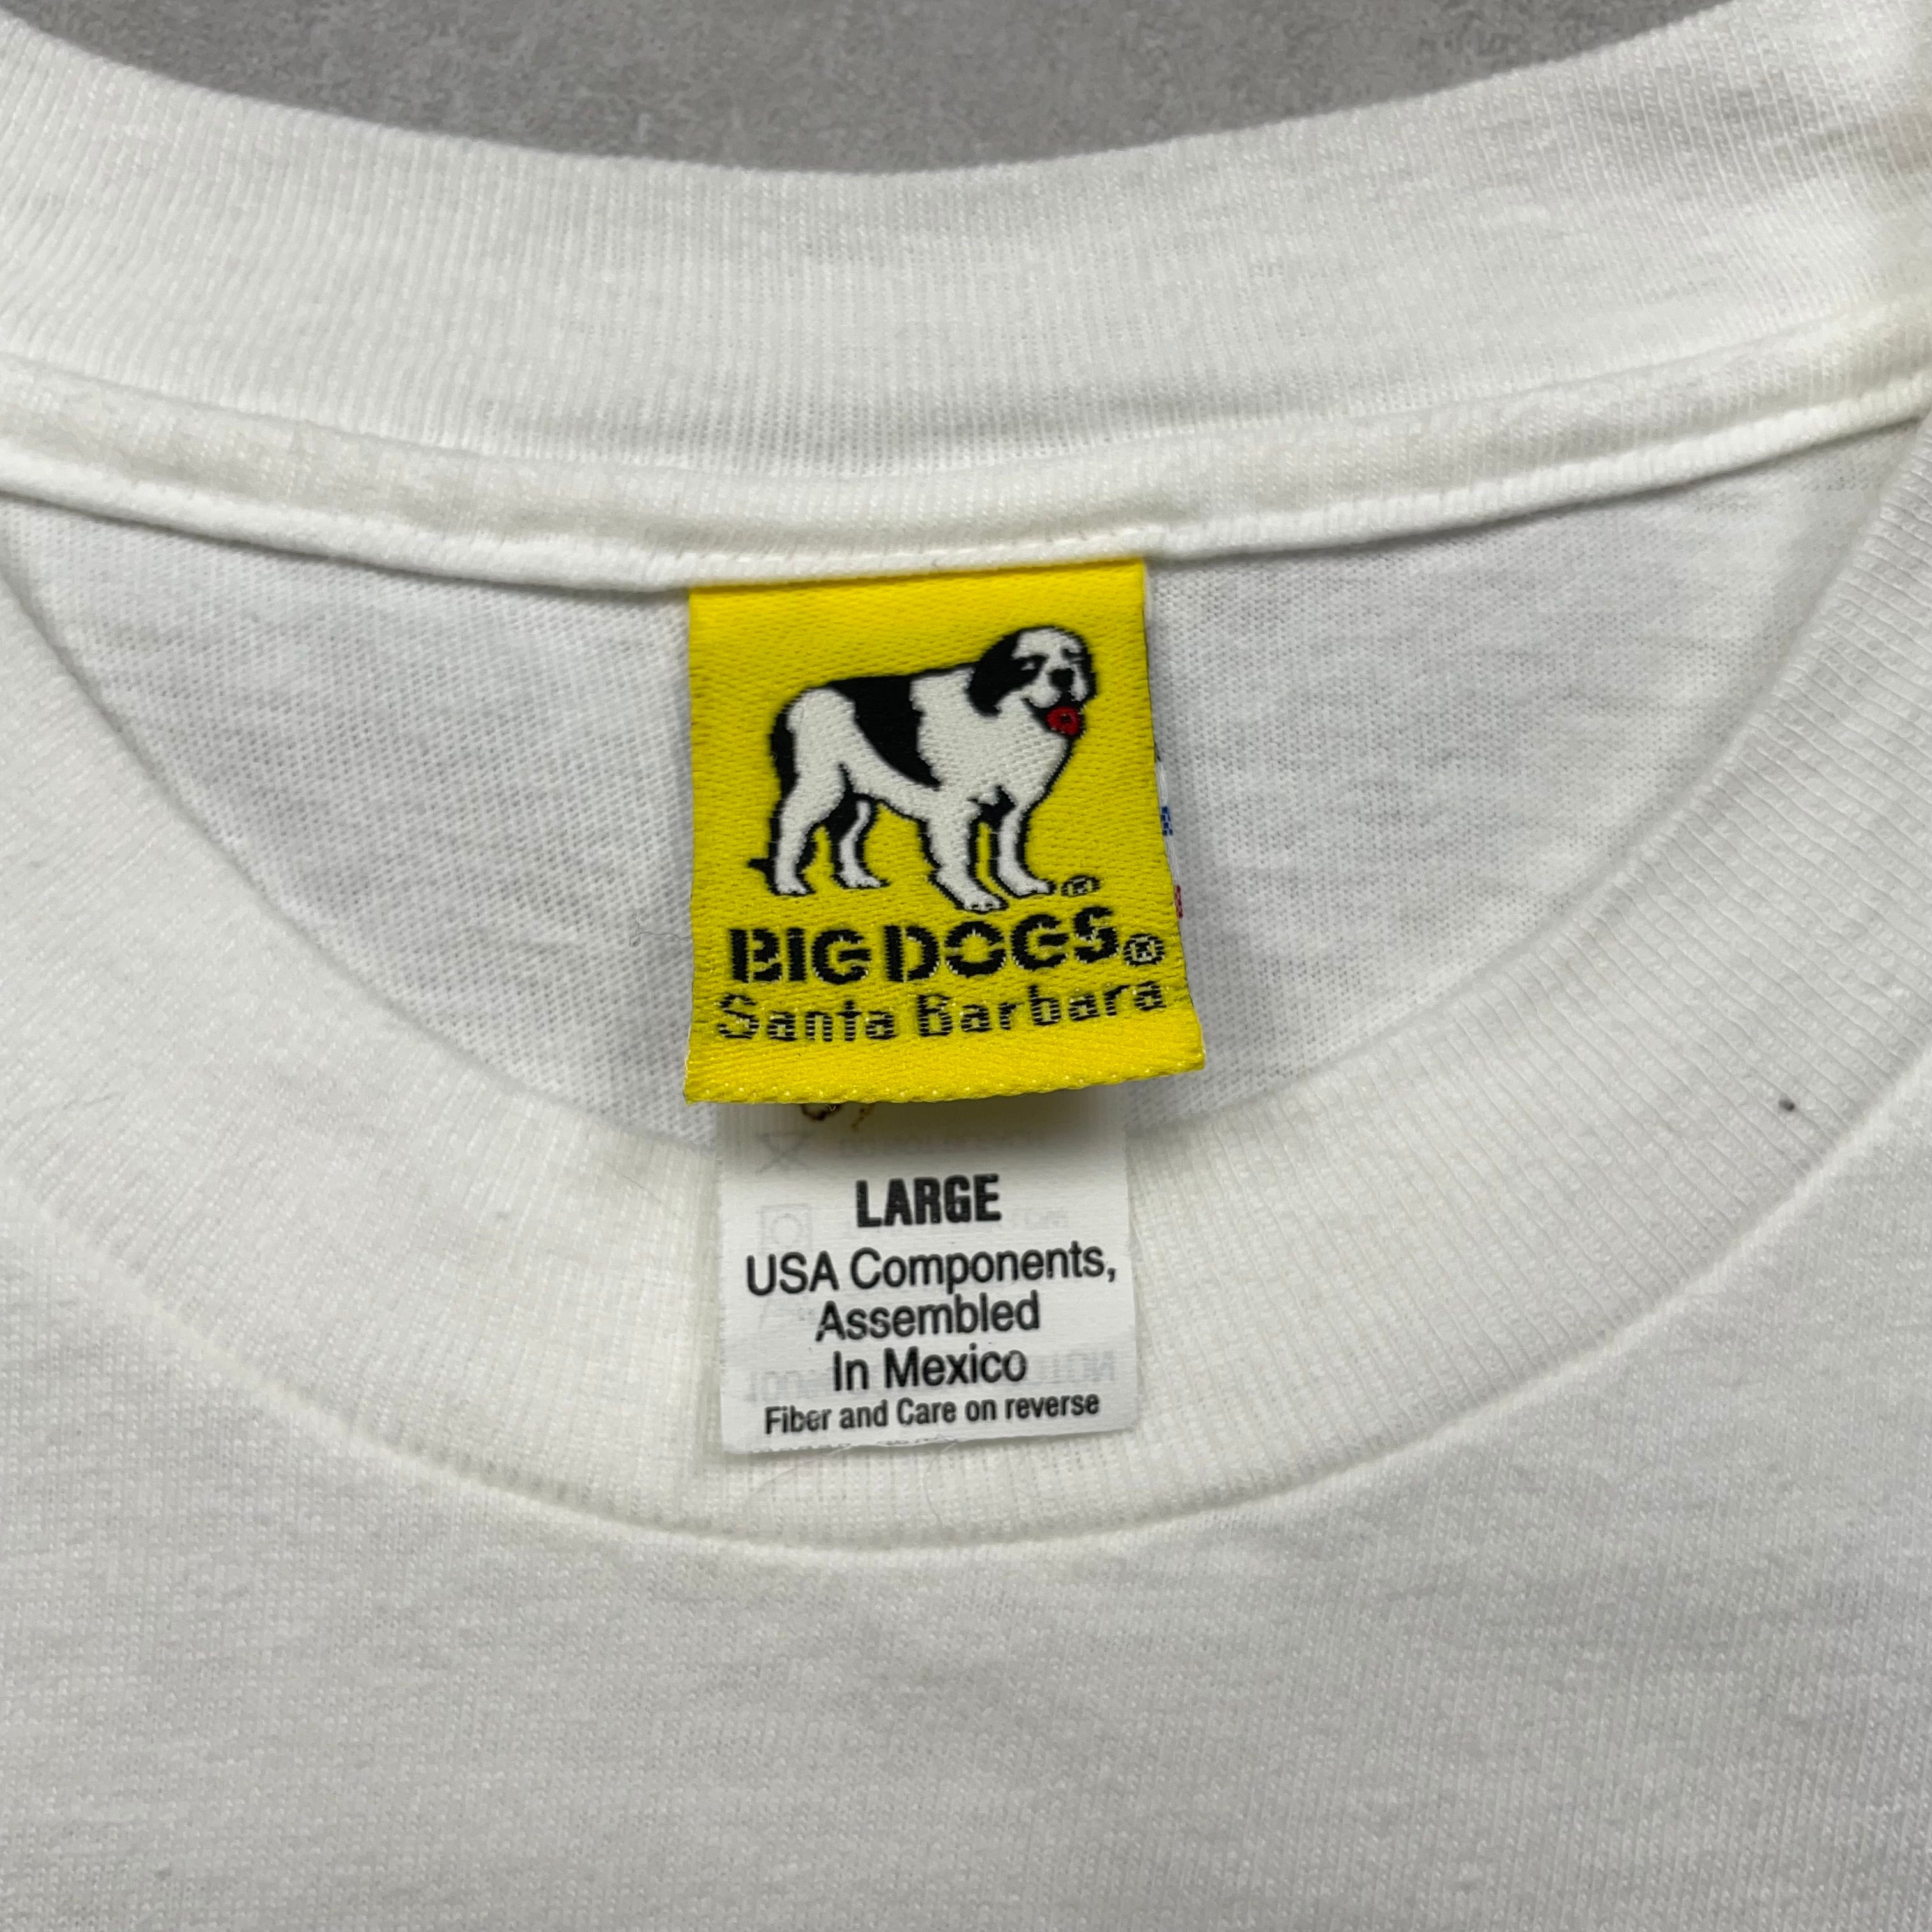 ®
BIG DOGS®
Santa Barbara
LARGE
USA Components,
Assembled
In Mexico
Fiber and Care on reverse